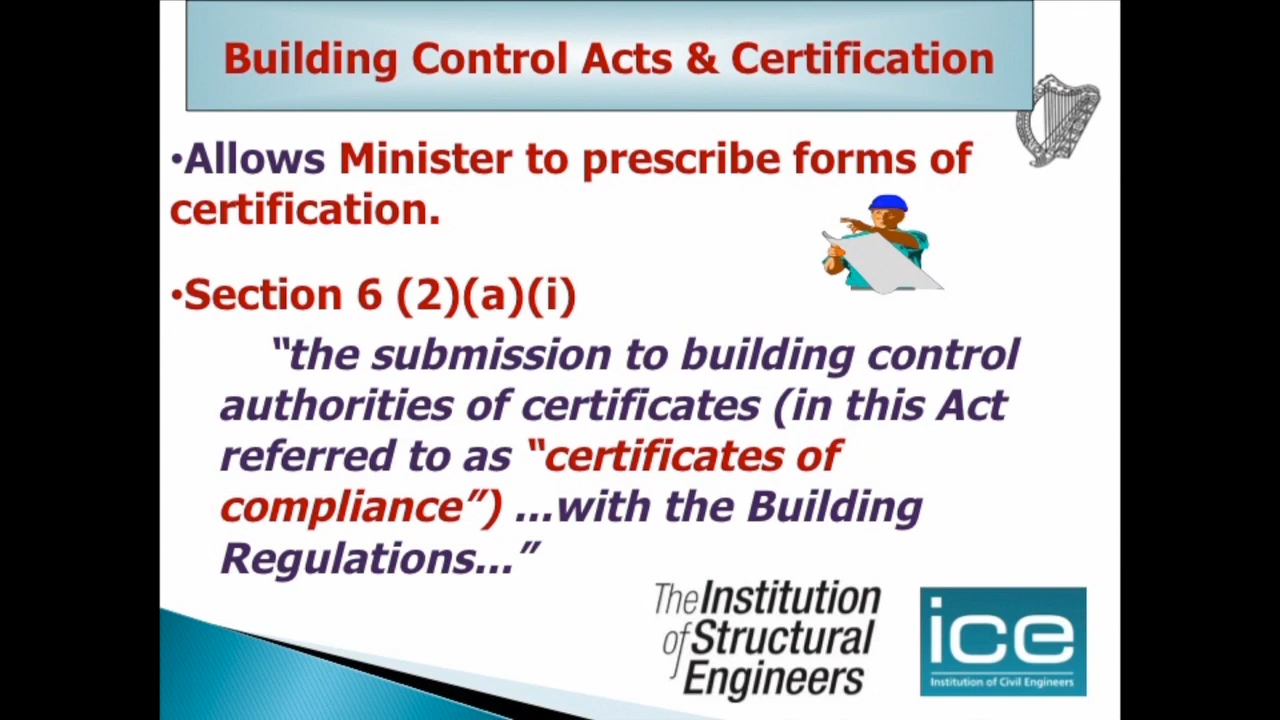 Building Control Acts & Certification
•Allows Minister to prescribe forms of
certification.
•Section 6 (2)(a)(i)
“the submission to building control
authorities of certificates (in this Act
referred to as “certificates of
compliance”) ...with the Building
Regulations...”
The Institution
of Structural
Engineers
ice
Institution of Civil Engineers